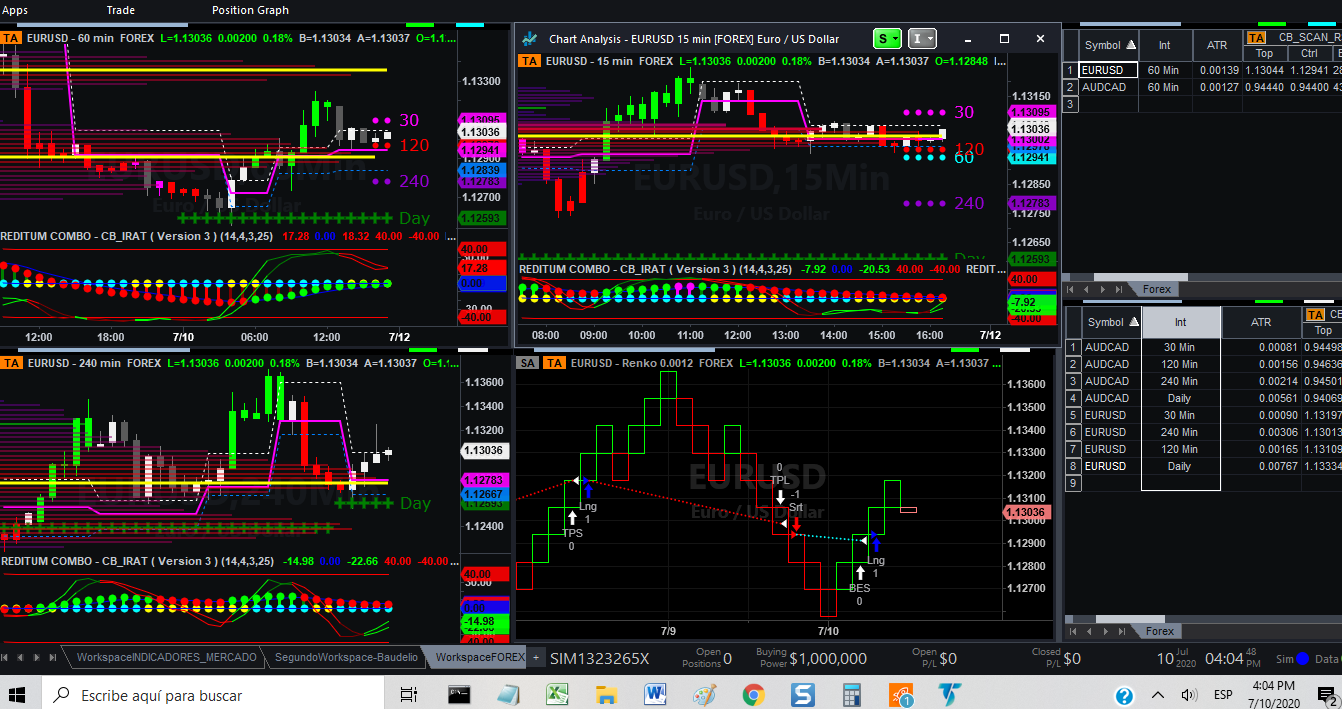 Apps Trade Position Graph
TA EURUSD - 60 min FOREX L=1.13036 0.00200 0.18% B=1.13034 A=1.13037 O=1.1...
1.13300
1.13095
1.13036
1.12941
1.12900
1.12839
1.12783
1.12700
1.12593
30
120
240
Day
EURUSD
Euro / US Dollar
REDITUM COMBO - CB_IRAT ( Version 3 ) (14,4,3,25) 17.28 0.00 18.32 40.00 -40.00 ...
40.00
17.28
0.00
-20.00
-40.00
12:00 18:00 7/10 06:00 12:00 7/12
Chart Analysis - EURUSD 15 min [FOREX] Euro / US Dollar
S I
TA EURUSD - 15 min FOREX L=1.13036 0.00200 0.18% B=1.13034 A=1.13037 O=1.12848 I...
1.13150
1.13095
1.13036
1.13002
1.12941
1.12850
1.12783
1.12750
1.12650
1.12593
30
120
60
240
Day
EURUSD,15Min
Euro / US Dollar
REDITUM COMBO - CB_IRAT ( Version 3 ) (14,4,3,25) -7.92 0.00 -20.53 40.00 -40.00 REDIT...
40.00
-7.92
-40.00
08:00 09:00 10:00 11:00 12:00 13:00 14:00 15:00 16:00 7/12
Symbol Int ATR TA CB_SCAN_R
Top Ctrl
1 EURUSD 60 Min 0.00139 1.13044 1.12941
2 AUDCAD 60 Min 0.00127 0.94440 0.94400
3
Forex
TA EURUSD - 240 min FOREX L=1.13036 0.00200 0.18% B=1.13034 A=1.13037 O=1.1...
1.13600
1.13400
1.13200
1.13036
1.12783
1.12667
1.12593
1.12400
Day
REDITUM COMBO - CB_IRAT ( Version 3 ) (14,4,3,25) -14.98 0.00 -22.66 40.00 -40.00 ...
40.00
30.00
0.00
-14.98
-40.00
SA TA EURUSD - Renko 0.0012 FOREX L=1.13036 0.00200 0.18% B=1.13034 A=1.13037 ...
1.13600
1.13500
1.13400
1.13300
1.13200
1.13100
1.13036
1.13000
1.12900
1.12800
1.12700
EURUSD
Euro / US Dollar
Lng
1
TPS
0
0
TPL
-1
Srt
Lng
1
BES
0
7/9 7/10
Symbol Int ATR TA CB
Top
1 AUDCAD 30 Min 0.00081 0.94498
2 AUDCAD 120 Min 0.00156 0.94636
3 AUDCAD 240 Min 0.00214 0.94501
4 AUDCAD Daily 0.00561 0.94069
5 EURUSD 30 Min 0.00090 1.13197
6 EURUSD 240 Min 0.00306 1.13013
7 EURUSD 120 Min 0.00165 1.13109
8 EURUSD Daily 0.00767 1.13334
9
Forex
WorkspaceINDICADORES_MERCADO SegundoWorkspace-Baudelio WorkspaceFOREX + SIM1323265X Open Positions 0 Buying Power $1,000,000 Open P/L $0 Closed P/L $0 10 Jul 2020 04:04 48 PM Sim Data
Escribe aquí para buscar
1
ESP
4:04 PM
7/10/2020
2